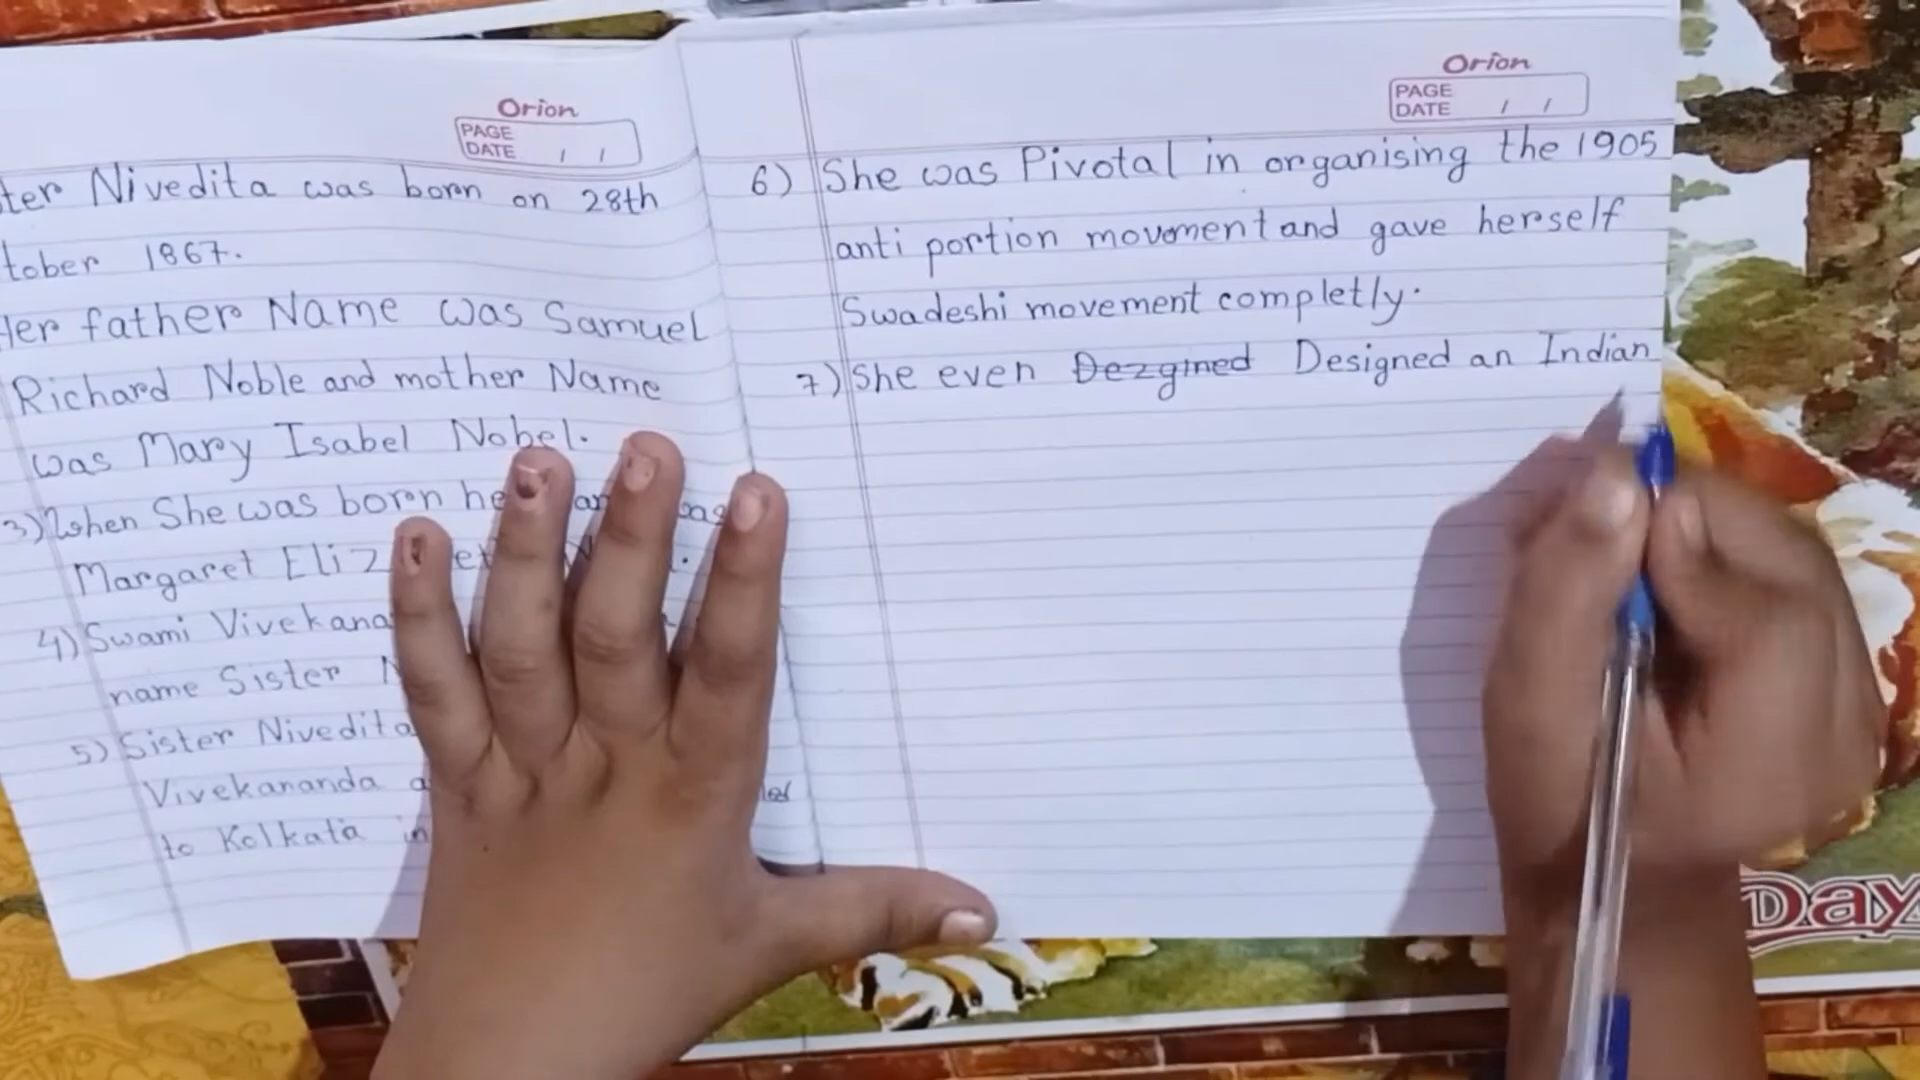 Orion
PAGE
DATE / /
ter Nivedita was born on 28th
tober 1867.
Her father Name was Samuel
Richard Noble and mother Name
was Mary Isabel Nobel.
3) When She was born he
Margaret Eliz
4) Swami Vivekana
name Sister N
5) Sister Nivedita
Vivekananda a
to Kolkata in
Orion
PAGE
DATE / /
6) She was Pivotal in organising the 1905
anti portion movement and gave herself
Swadeshi movement completly.
7) She even Dezgined Designed an Indian
Day